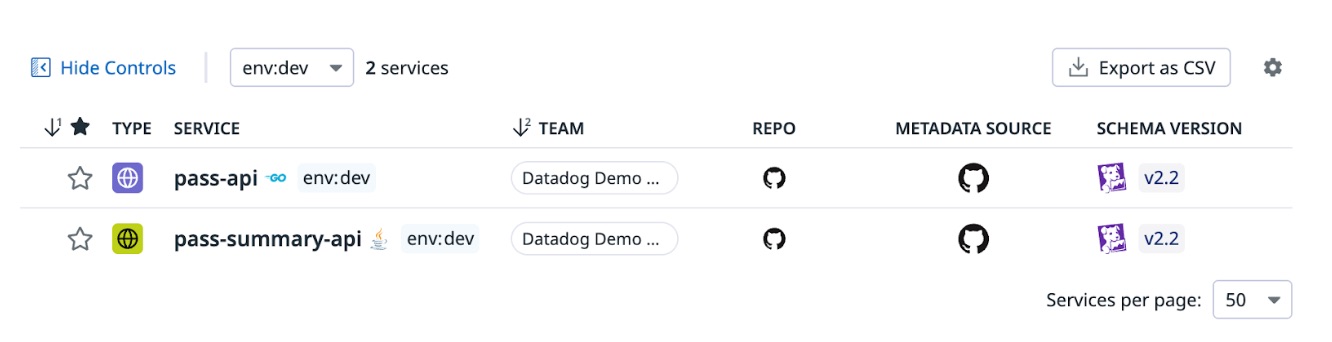 Hide Controls env:dev 2 services Export as CSV
1 2
TYPE SERVICE TEAM REPO METADATA SOURCE SCHEMA VERSION
pass-api GO env:dev Datadog Demo ... v2.2
pass-summary-api env:dev Datadog Demo ... v2.2
Services per page: 50